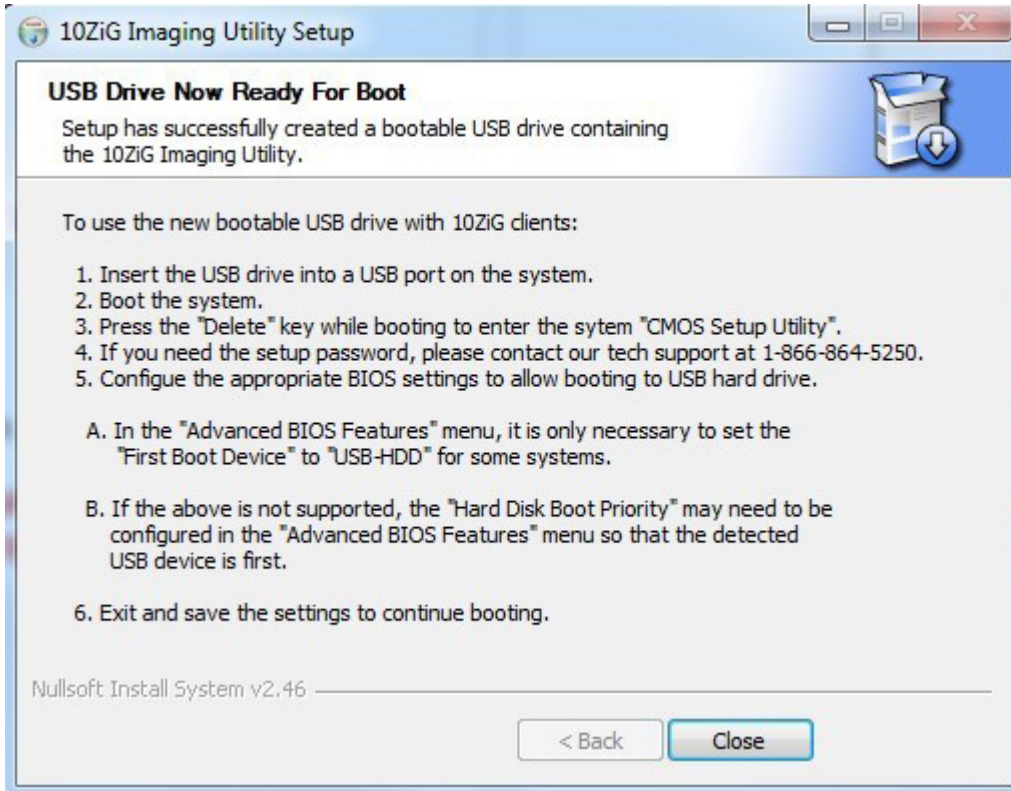 10ZiG Imaging Utility Setup
USB Drive Now Ready For Boot
Setup has successfully created a bootable USB drive containing
the 10ZiG Imaging Utility.
To use the new bootable USB drive with 10ZiG clients:
1. Insert the USB drive into a USB port on the system.
2. Boot the system.
3. Press the "Delete" key while booting to enter the sytem "CMOS Setup Utility".
4. If you need the setup password, please contact our tech support at 1-866-864-5250.
5. Configue the appropriate BIOS settings to allow booting to USB hard drive.
A. In the "Advanced BIOS Features" menu, it is only necessary to set the
"First Boot Device" to "USB-HDD" for some systems.
B. If the above is not supported, the "Hard Disk Boot Priority" may need to be
configured in the "Advanced BIOS Features" menu so that the detected
USB device is first.
6. Exit and save the settings to continue booting.
Nullsoft Install System v2.46
< Back
Close